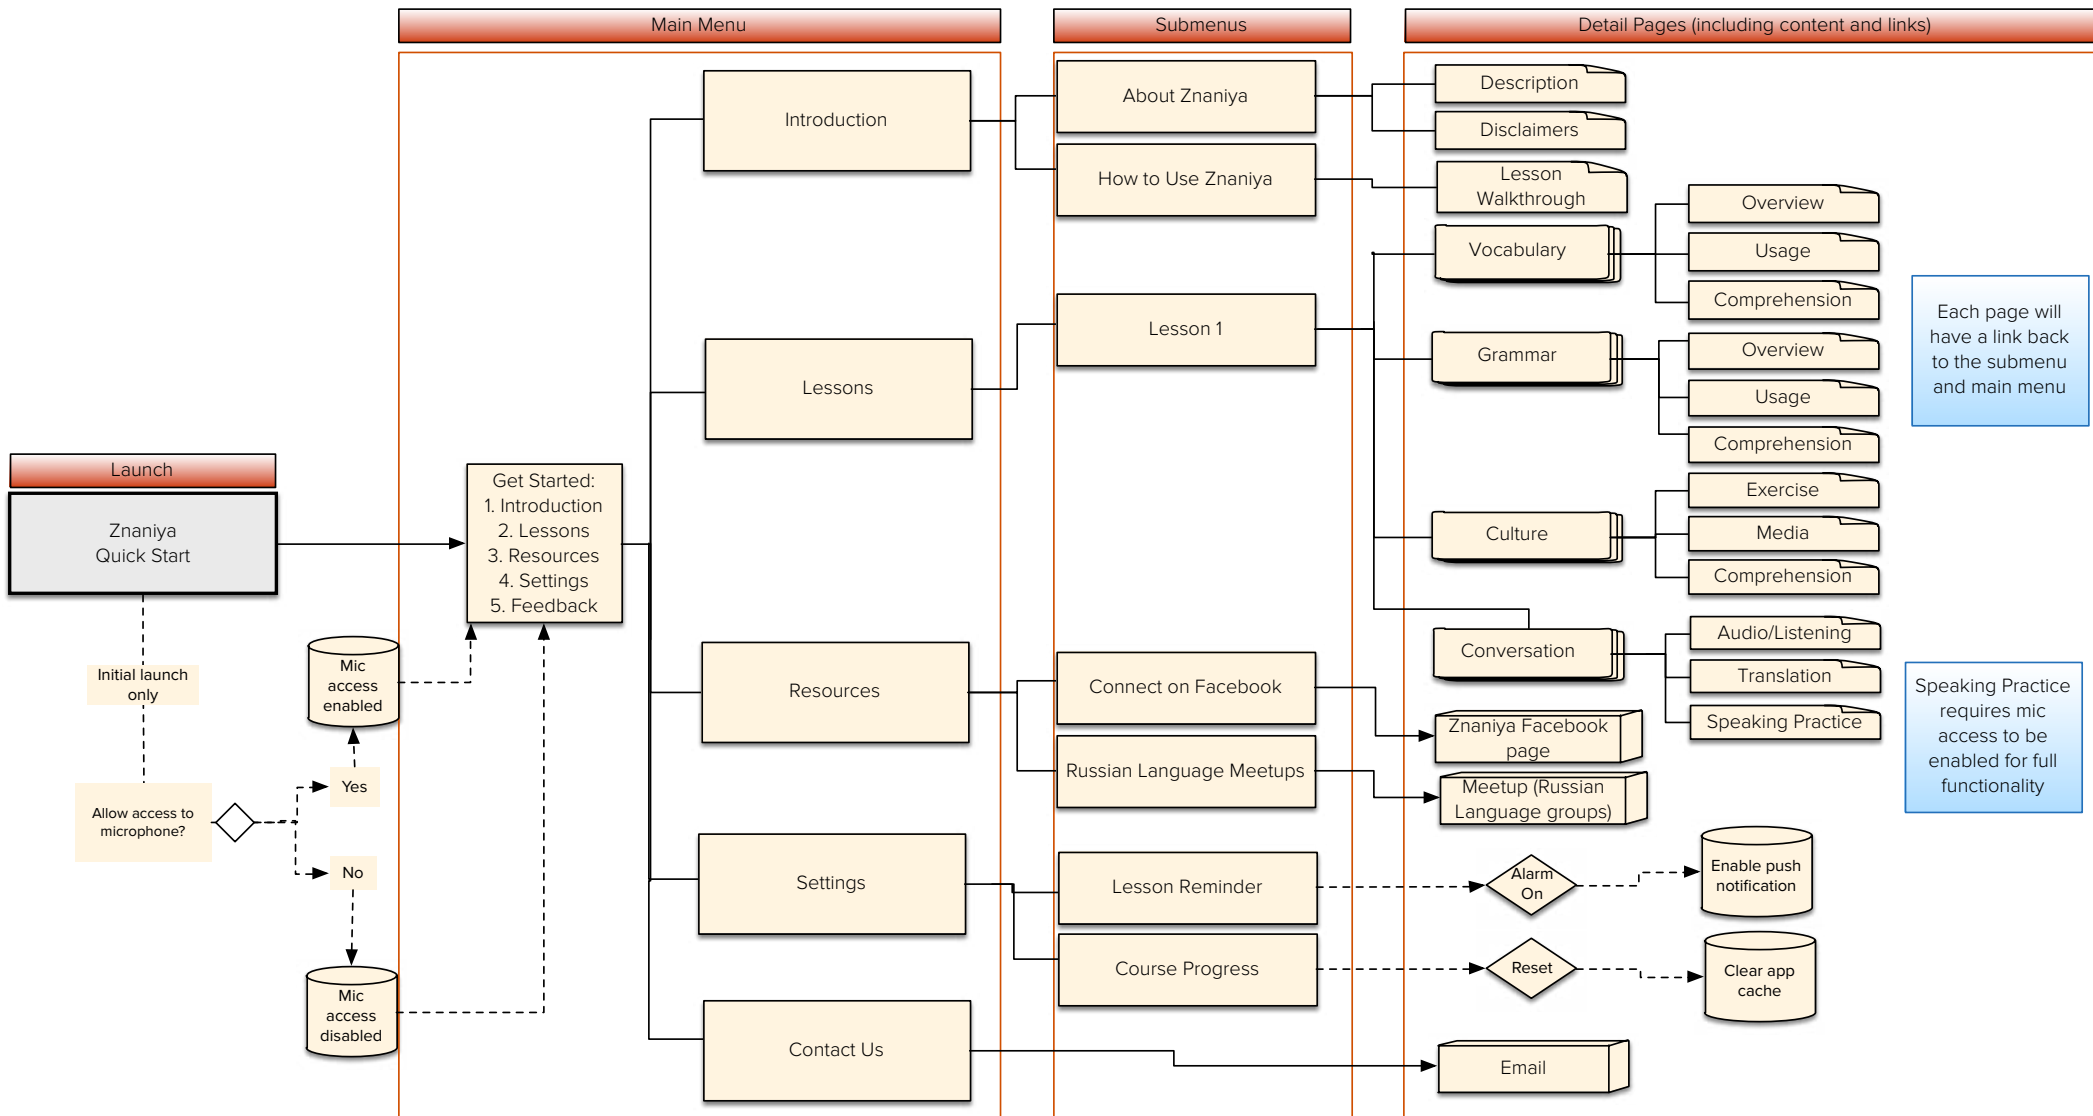 Main Menu
Submenus
Detail Pages (including content and links)
Launch
Znaniya
Quick Start
Initial launch
only
Allow access to
microphone?
Yes
No
Mic
access
enabled
Mic
access
disabled
Get Started:
1. Introduction
2. Lessons
3. Resources
4. Settings
5. Feedback
Introduction
Lessons
Resources
Settings
Contact Us
About Znaniya
How to Use Znaniya
Lesson 1
Connect on Facebook
Russian Language Meetups
Lesson Reminder
Course Progress
Description
Disclaimers
Lesson
Walkthrough
Vocabulary
Overview
Usage
Comprehension
Grammar
Overview
Usage
Comprehension
Culture
Exercise
Media
Comprehension
Conversation
Audio/Listening
Translation
Speaking Practice
Znaniya Facebook
page
Meetup (Russian
Language groups)
Alarm
On
Enable push
notification
Reset
Clear app
cache
Email
Each page will
have a link back
to the submenu
and main menu
Speaking Practice
requires mic
access to be
enabled for full
functionality